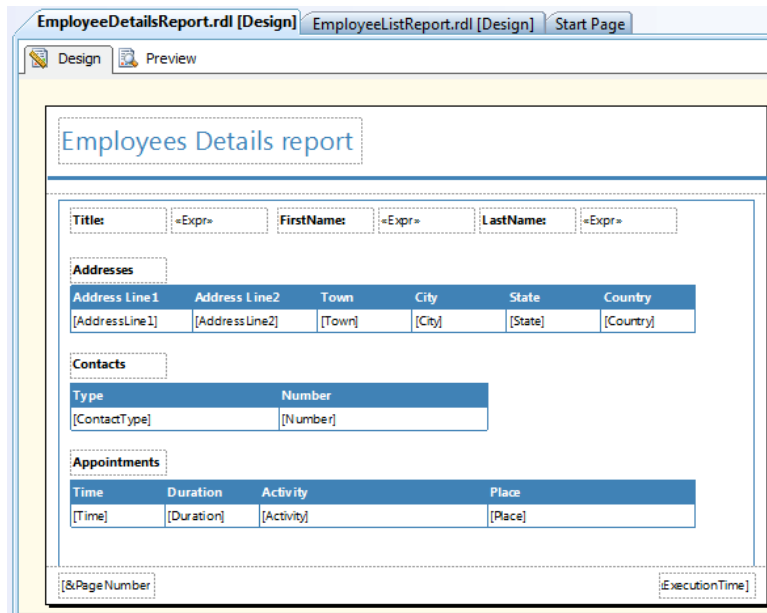 EmployeeDetailsReport.rdl [Design] EmployeeListReport.rdl [Design] Start Page
Design Preview
Employees Details report
Title: «Expr» FirstName: «Expr» LastName: «Expr»
Addresses
Address Line1 Address Line2 Town City State Country
[AddressLine1] [AddressLine2] [Town] [City] [State] [Country]
Contacts
Type Number
[ContactType] [Number]
Appointments
Time Duration Activity Place
[Time] [Duration] [Activity] [Place]
[&PageNumber ExecutionTime]